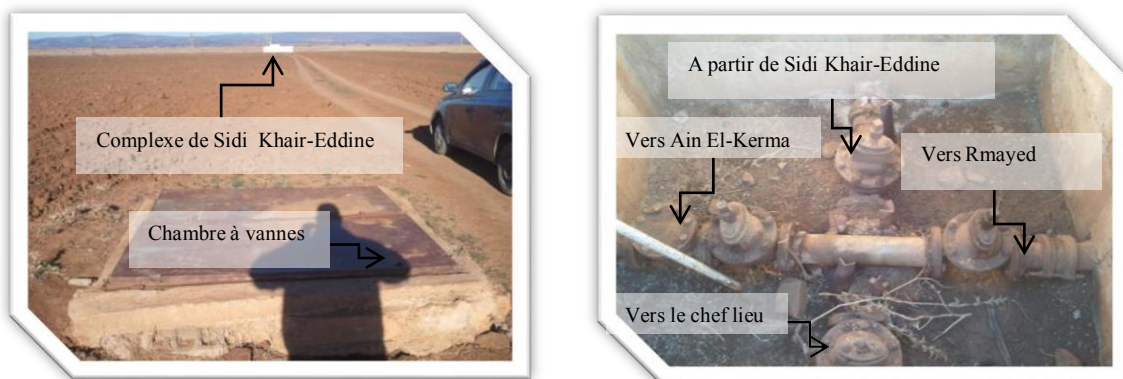 Complexe de Sidi Khair-Eddine
Chambre à vannes
A partir de Sidi Khair-Eddine
Vers Ain El-Kerma
Vers Rmayed
Vers le chef lieu